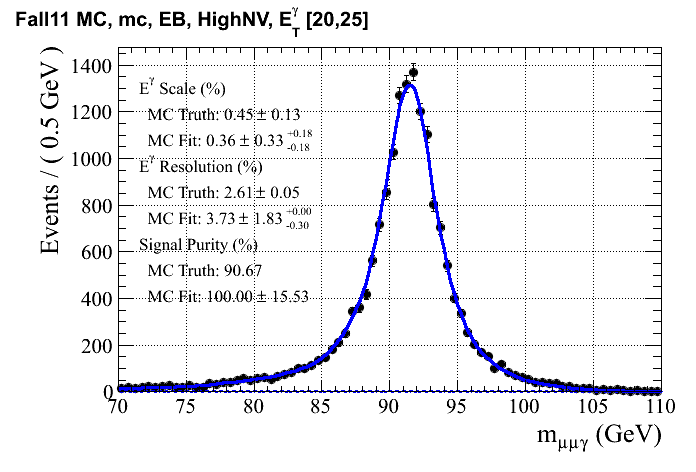 Fall11 MC, mc, EB, HighNV, E_T^γ [20,25]
Events / ( 0.5 GeV )
1400
1200
1000
800
600
400
200
0
E^γ Scale (%)
MC Truth: 0.45 ± 0.13
MC Fit: 0.36 ± 0.33 +0.18 -0.18
E^γ Resolution (%)
MC Truth: 2.61 ± 0.05
MC Fit: 3.73 ± 1.83 +0.00 -0.30
Signal Purity (%)
MC Truth: 90.67
MC Fit: 100.00 ± 15.53
70 75 80 85 90 95 100 105 110
m_μμγ (GeV)